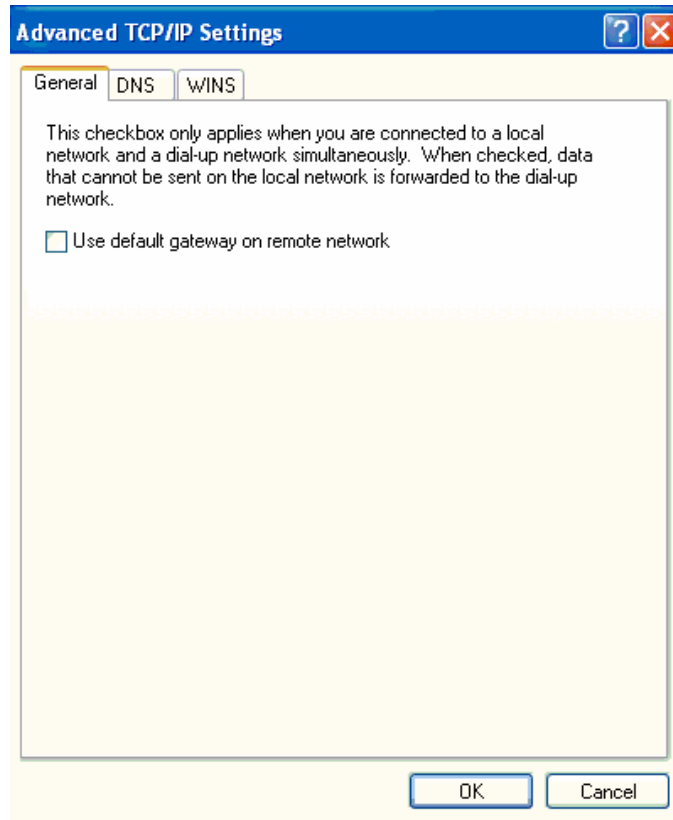 Advanced TCP/IP Settings
General DNS WINS
This checkbox only applies when you are connected to a local
network and a dial-up network simultaneously. When checked, data
that cannot be sent on the local network is forwarded to the dial-up
network.
Use default gateway on remote network
OK Cancel